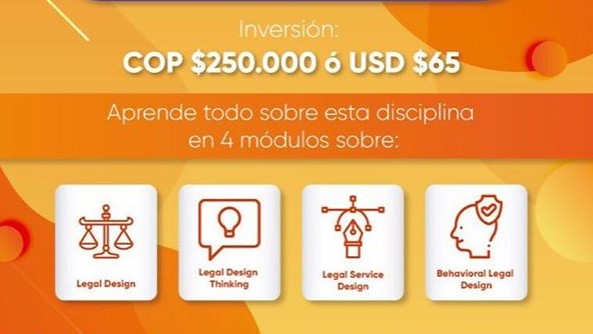 Inversión:
COP $250.000 ó USD $65
Aprende todo sobre esta disciplina
en 4 módulos sobre:
Legal Design
Legal Design
Thinking
Legal Service
Design
Behavioral Legal
Design